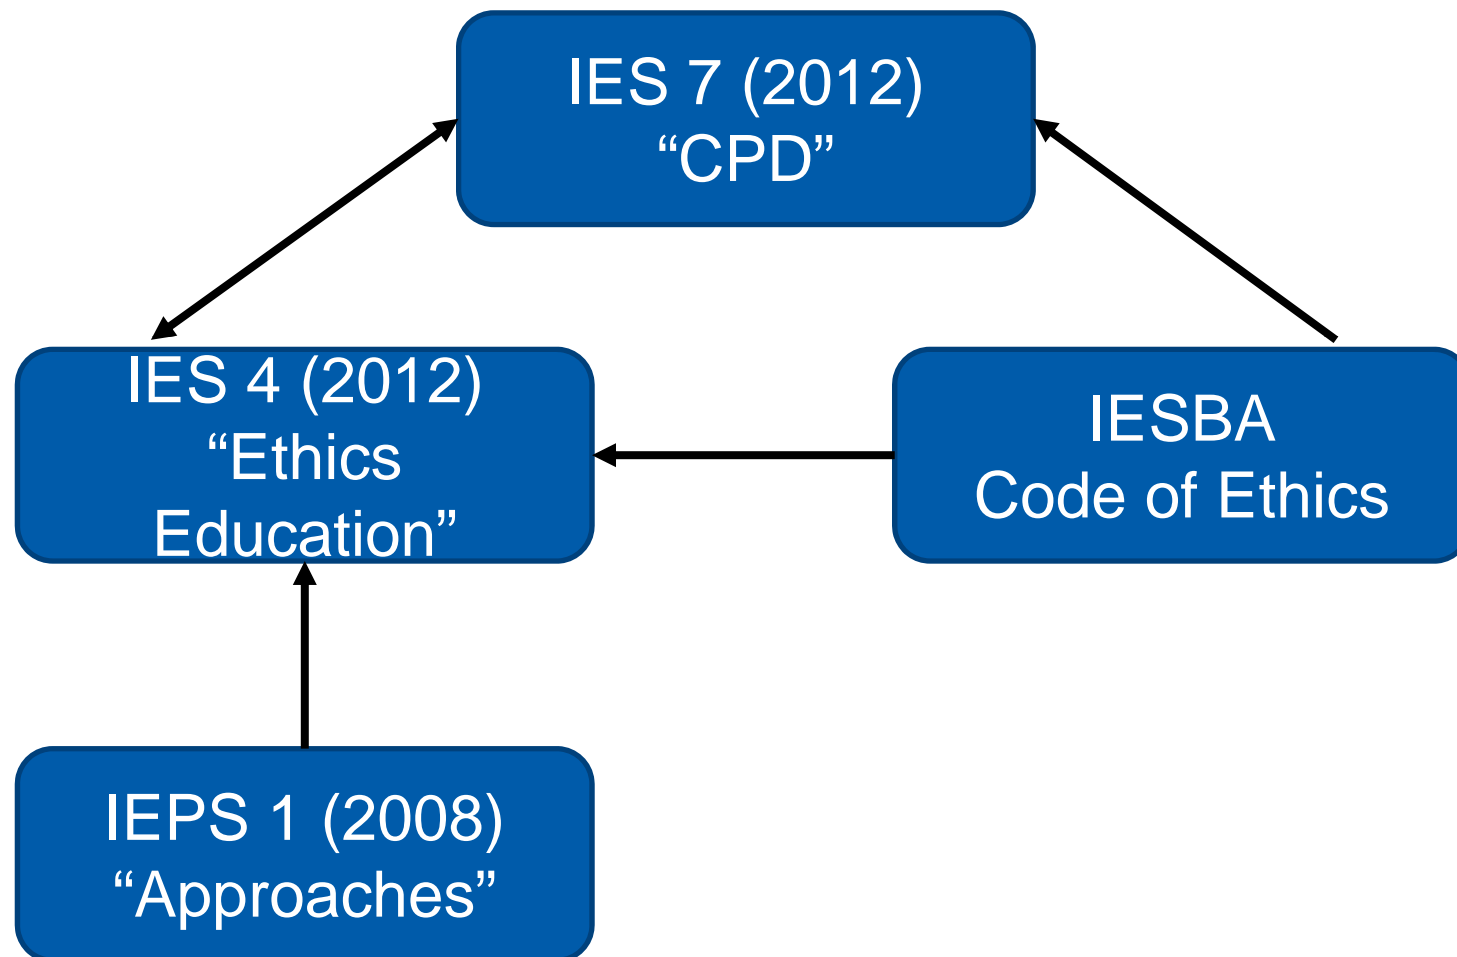 IES 7 (2012)
“CPD”
IES 4 (2012)
“Ethics
Education”
IESBA
Code of Ethics
IEPS 1 (2008)
“Approaches”